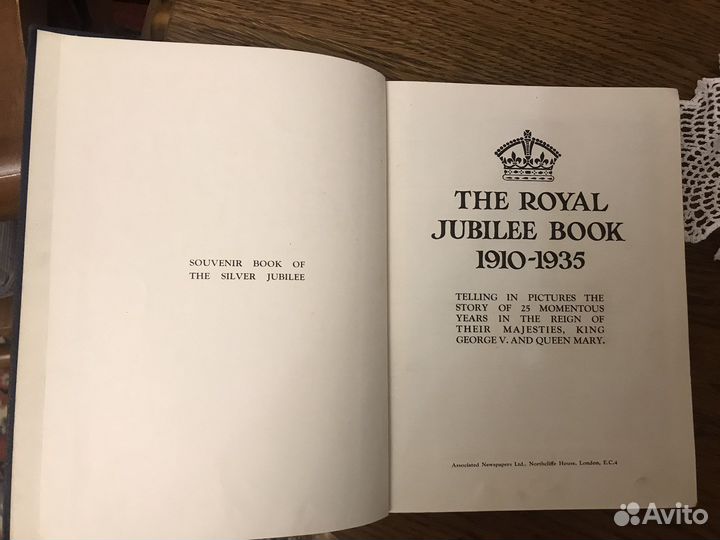 SOUVENIR BOOK OF
THE SILVER JUBILEE
THE ROYAL
JUBILEE BOOK
1910-1935
TELLING IN PICTURES THE
STORY OF 25 MOMENTOUS
YEARS IN THE REIGN OF
THEIR MAJESTIES, KING
GEORGE V. AND QUEEN MARY.
Associated Newspapers Ltd., Northcliffe House, London, E.C.4
Avito